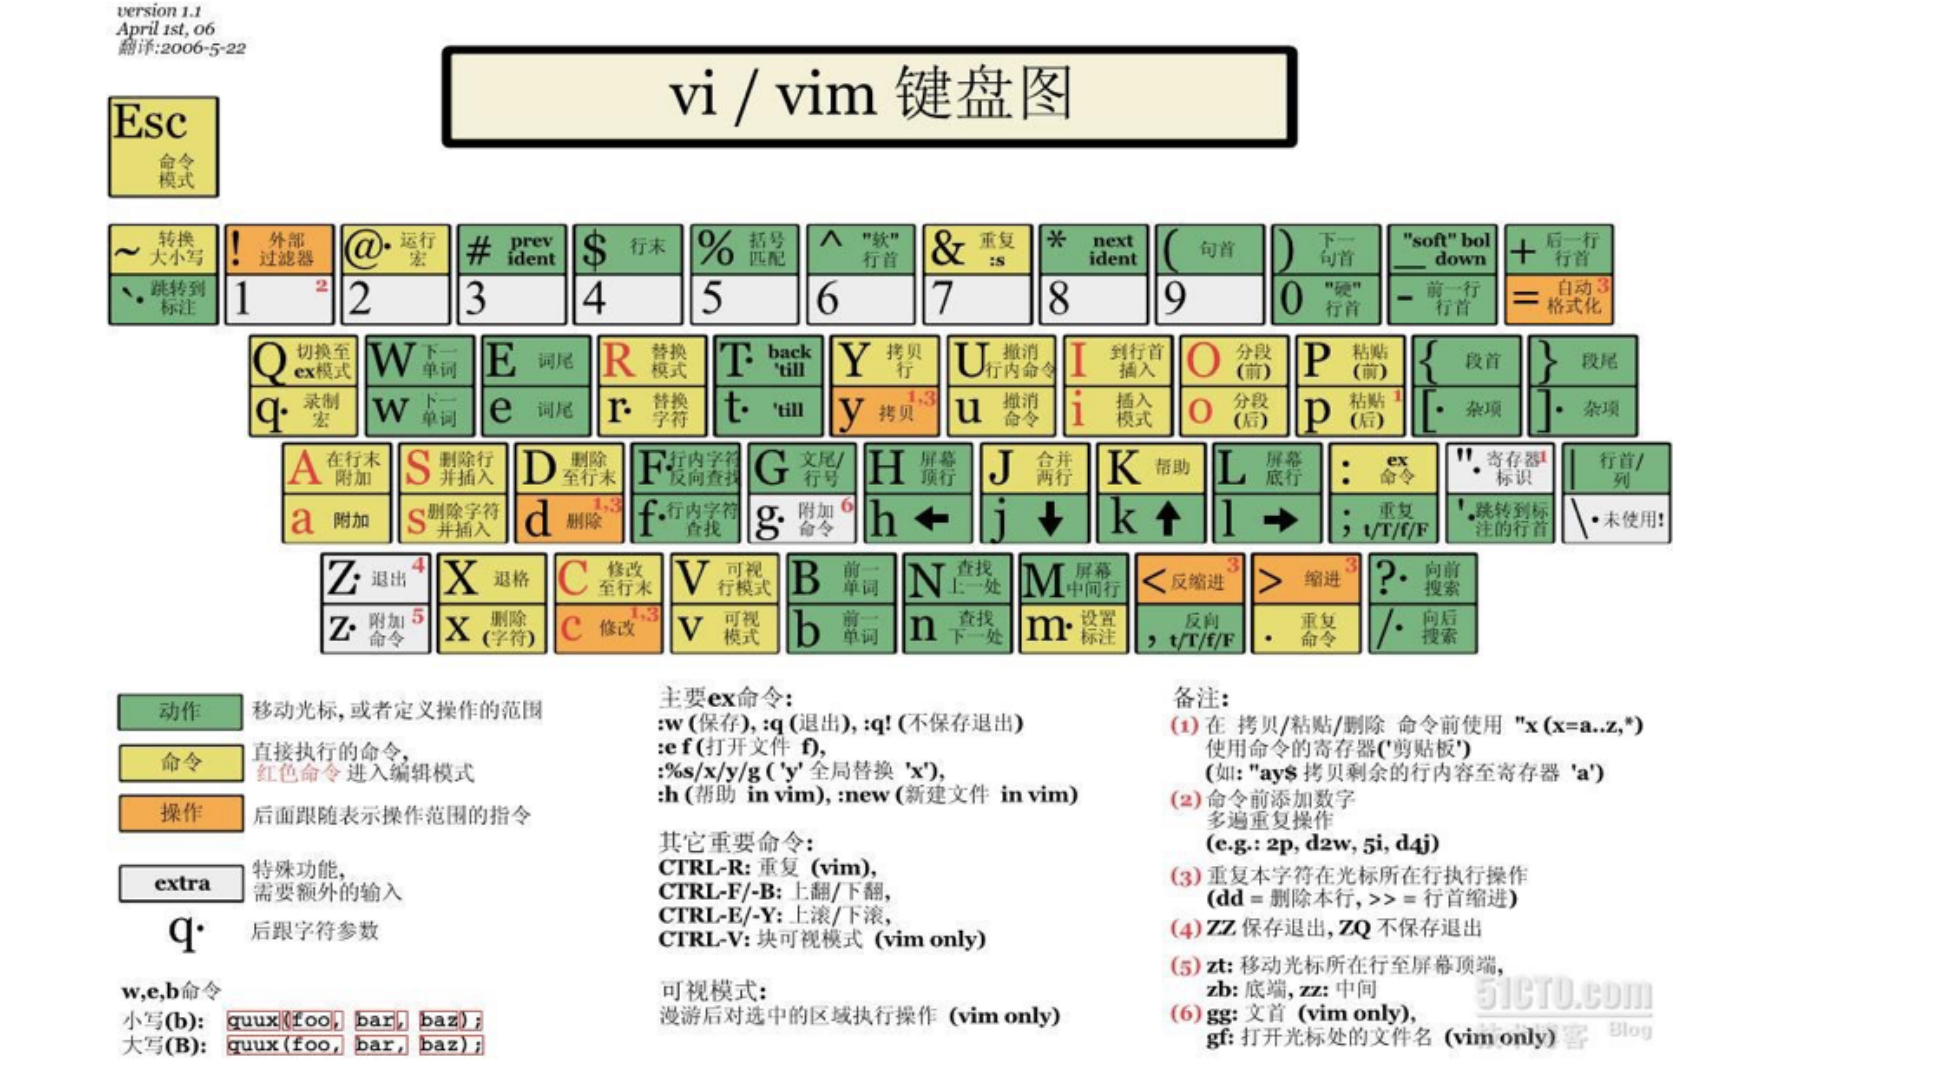 version 1.1
April 1st, 06
翻译:2006-5-22
vi / vim 键盘图
Esc
命令
模式
~ 转换
大小写
! 外部
过滤器
@· 运行
宏
# prev
ident
$ 行末
% 括号
匹配
^ "软"
行首
& 重复
:s
* next
ident
( 句首
) 下一
句首
"soft" bol
_ down
+ 后一行
行首
`· 跳转到
标注
1 2
2
3
4
5
6
7
8
9
0 "硬"
行首
- 前一行
行首
= 自动 3
格式化
Q 切换至
ex模式
W 下一
单词
E 词尾
R 替换
模式
T· back
'till
Y 拷贝
行
U 撤消
行内命令
I 到行首
插入
O 分段
(前)
P 粘贴
(前)
{ 段首
} 段尾
q· 录制
宏
w 下一
单词
e 词尾
r· 替换
字符
t· 'till
y 拷贝 1,3
u 撤消
命令
i 插入
模式
o 分段
(后)
p 粘贴 1
(后)
[· 杂项
]· 杂项
A 在行末
附加
S 删除行
并插入
D 删除
至行末
F· 行内字符
反向查找
G 文尾/
行号
H 屏幕
顶行
J 合并
两行
K 帮助
L 屏幕
底行
: ex
命令
"· 寄存器 1
标识
| 行首/
列
a 附加
s 删除字符
并插入
d 删除 1,3
f· 行内字符
查找
g· 附加 6
命令
h ←
j ↓
k ↑
l →
; 重复
t/T/f/F
'· 跳转到标
注的行首
\· 未使用!
Z· 退出 4
X 退格
C 修改
至行末
V 可视
行模式
B 前一
单词
N 查找
上一处
M 屏幕
中间行
< 反缩进 3
> 缩进 3
?· 向前
搜索
z· 附加 5
命令
x 删除
(字符)
c 修改 1,3
v 可视
模式
b 前一
单词
n 查找
下一处
m· 设置
标注
, 反向
t/T/f/F
. 重复
命令
/· 向后
搜索
动作 移动光标, 或者定义操作的范围
命令 直接执行的命令,
红色命令 进入编辑模式
操作 后面跟随表示操作范围的指令
extra 特殊功能,
需要额外的输入
q· 后跟字符参数
w,e,b命令
小写(b): quux(foo, bar, baz);
大写(B): quux(foo, bar, baz);
主要ex命令:
:w (保存), :q (退出), :q! (不保存退出)
:e f (打开文件 f),
:%s/x/y/g ( 'y' 全局替换 'x'),
:h (帮助 in vim), :new (新建文件 in vim)
其它重要命令:
CTRL-R: 重复 (vim),
CTRL-F/-B: 上翻/下翻,
CTRL-E/-Y: 上滚/下滚,
CTRL-V: 块可视模式 (vim only)
可视模式:
漫游后对选中的区域执行操作 (vim only)
备注:
(1) 在 拷贝/粘贴/删除 命令前使用 "x (x=a..z,*)
使用命令的寄存器('剪贴板')
(如: "ay$ 拷贝剩余的行内容至寄存器 'a')
(2) 命令前添加数字
多遍重复操作
(e.g.: 2p, d2w, 5i, d4j)
(3) 重复本字符在光标所在行执行操作
(dd = 删除本行, >> = 行首缩进)
(4) ZZ 保存退出, ZQ 不保存退出
(5) zt: 移动光标所在行至屏幕顶端,
zb: 底端, zz: 中间
(6) gg: 文首 (vim only),
gf: 打开光标处的文件名 (vim only)
51CTO.com
技术博客 Blog